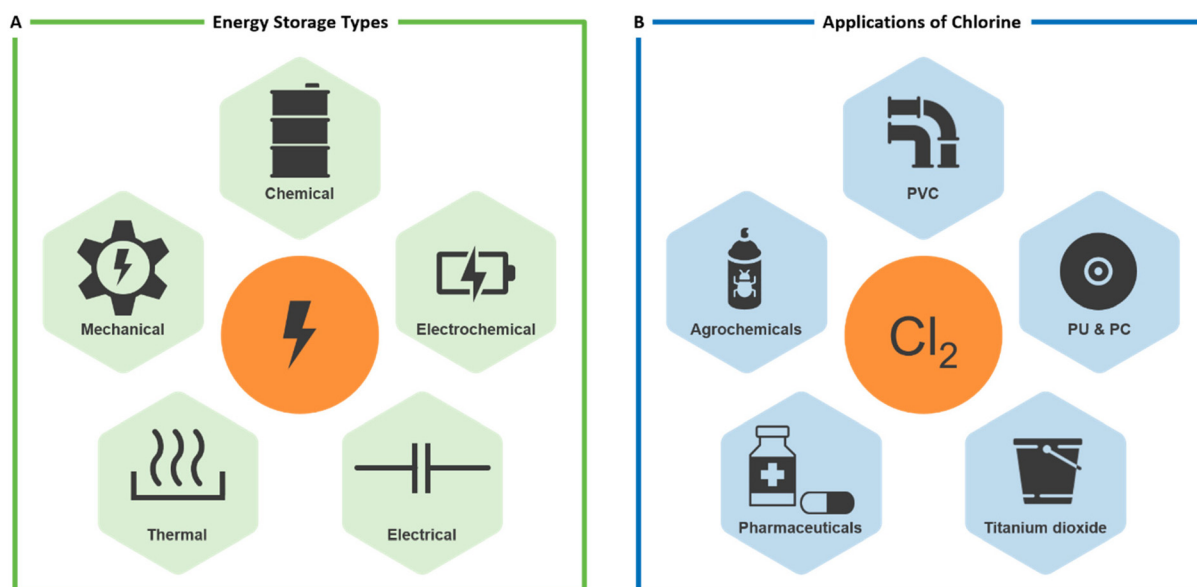 A
Energy Storage Types
Chemical
Mechanical
Electrochemical
Thermal
Electrical
B
Applications of Chlorine
PVC
Agrochemicals
Cl₂
PU & PC
Pharmaceuticals
Titanium dioxide